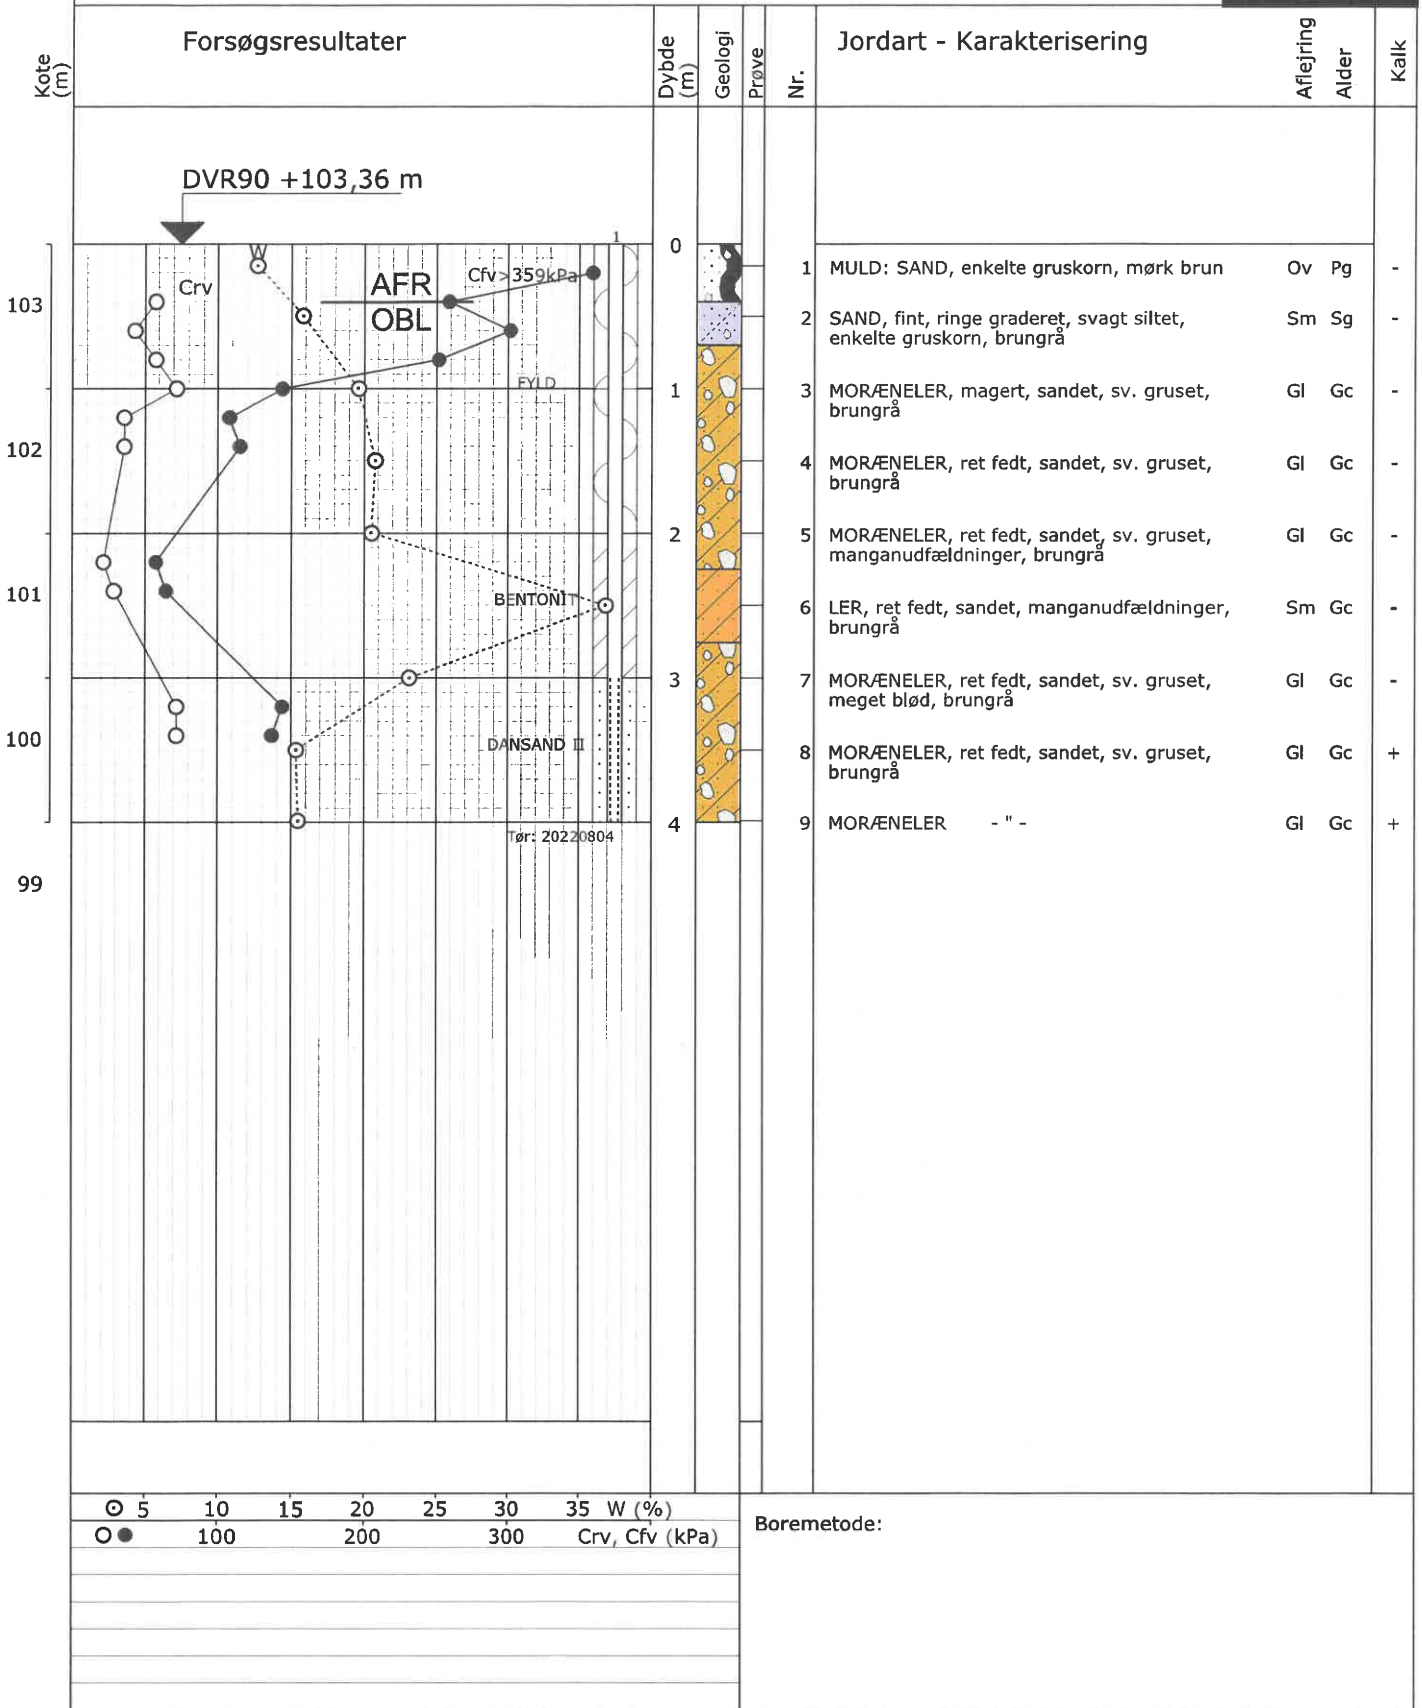 Kote (m)
Forsøgsresultater
Dybde (m)
Geologi
Prøve
Nr.
Jordart - Karakterisering
Aflejring
Alder
Kalk
DVR90 +103,36 m
1
W
Crv
AFR
OBL
Cfv>359kPa
FYLD
BENTONIT
DANSAND III
Tør: 20220804
103
102
101
100
99
0
1
2
3
4
1 MULD: SAND, enkelte gruskorn, mørk brun Ov Pg -
2 SAND, fint, ringe graderet, svagt siltet, Sm Sg -
enkelte gruskorn, brungrå
3 MORÆNELER, magert, sandet, sv. gruset, Gl Gc -
brungrå
4 MORÆNELER, ret fedt, sandet, sv. gruset, Gl Gc -
brungrå
5 MORÆNELER, ret fedt, sandet, sv. gruset, Gl Gc -
manganudfældninger, brungrå
6 LER, ret fedt, sandet, manganudfældninger, Sm Gc -
brungrå
7 MORÆNELER, ret fedt, sandet, sv. gruset, Gl Gc -
meget blød, brungrå
8 MORÆNELER, ret fedt, sandet, sv. gruset, Gl Gc +
brungrå
9 MORÆNELER - " - Gl Gc +
5 10 15 20 25 30 35 W (%)
100 200 300 Crv, Cfv (kPa)
Boremetode: